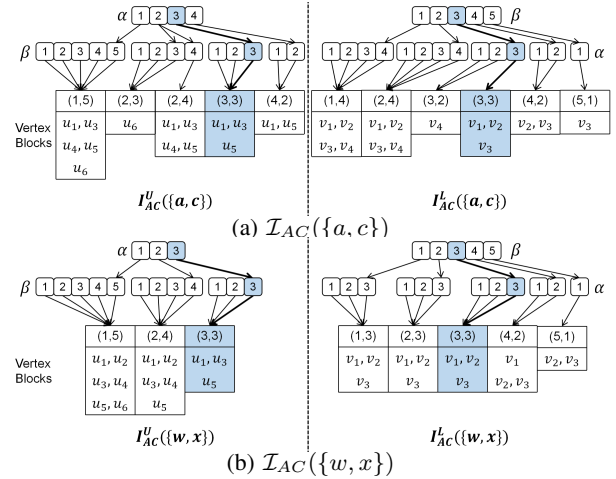 α 1 2 3 4
β 1 2 3 4 5 1 2 3 4 1 2 3 1 2
Vertex Blocks
(1,5) (2,3) (2,4) (3,3) (4,2)
u₁, u₃ u₆ u₁, u₃ u₁, u₃ u₁, u₅
u₄, u₅ u₄, u₅ u₅
u₆
I^U_AC({a, c})
1 2 3 4 5 β
1 2 3 4 1 2 3 4 1 2 3 1 2 1 α
(1,4) (2,4) (3,2) (3,3) (4,2) (5,1)
v₁, v₂ v₁, v₂ v₄ v₁, v₂ v₂, v₃ v₃
v₃, v₄ v₃, v₄ v₃
I^L_AC({a, c})
(a) I_AC({a, c})
α 1 2 3
β 1 2 3 4 5 1 2 3 4 1 2 3
Vertex Blocks
(1,5) (2,4) (3,3)
u₁, u₂ u₁, u₂ u₁, u₃
u₃, u₄ u₃, u₄ u₅
u₅, u₆ u₅
I^U_AC({w, x})
1 2 3 4 5 β
1 2 3 1 2 3 1 2 3 1 2 1 α
(1,3) (2,3) (3,3) (4,2) (5,1)
v₁, v₂ v₁, v₂ v₁, v₂ v₁ v₂, v₃
v₃ v₃ v₃ v₂, v₃
I^L_AC({w, x})
(b) I_AC({w, x})